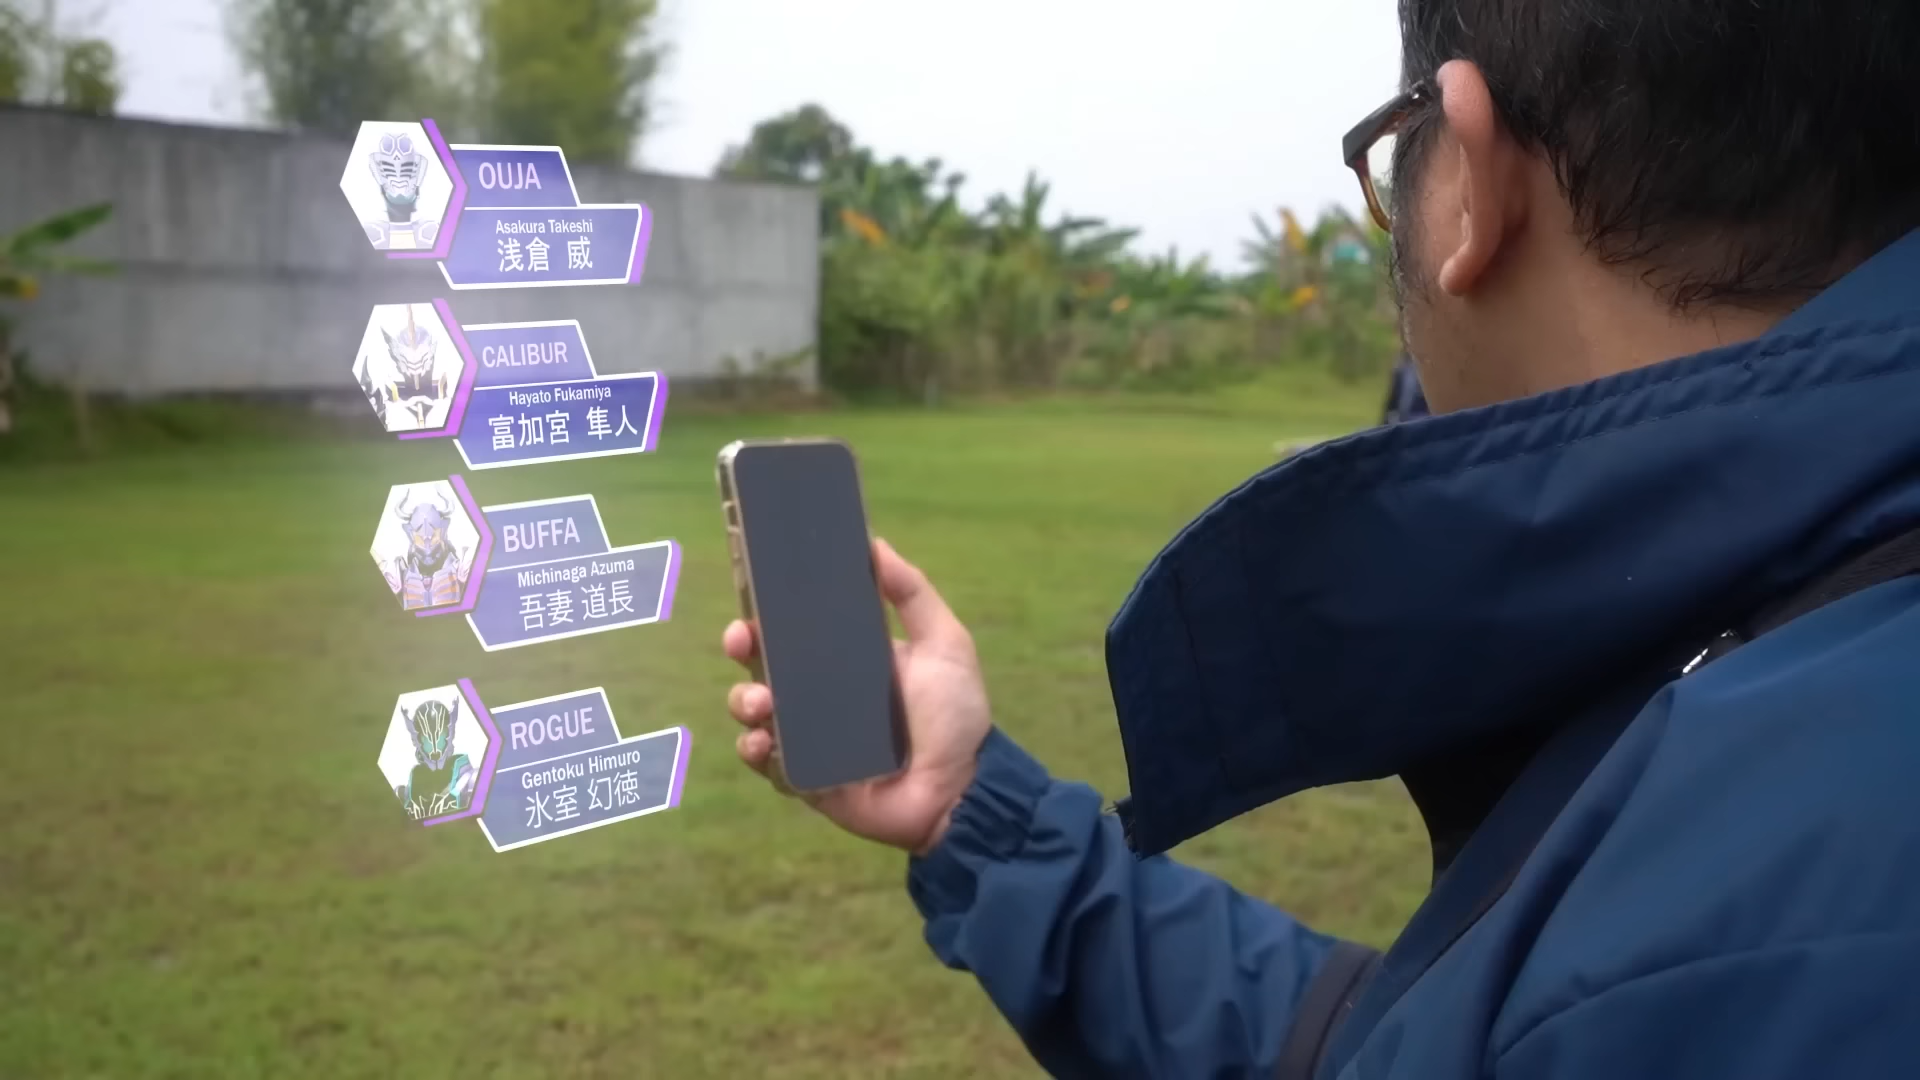 OUJA
Asakura Takeshi
浅倉 威
CALIBUR
Hayato Fukamiya
富加宮 隼人
BUFFA
Michinaga Azuma
吾妻 道長
ROGUE
Gentoku Himuro
氷室 幻徳